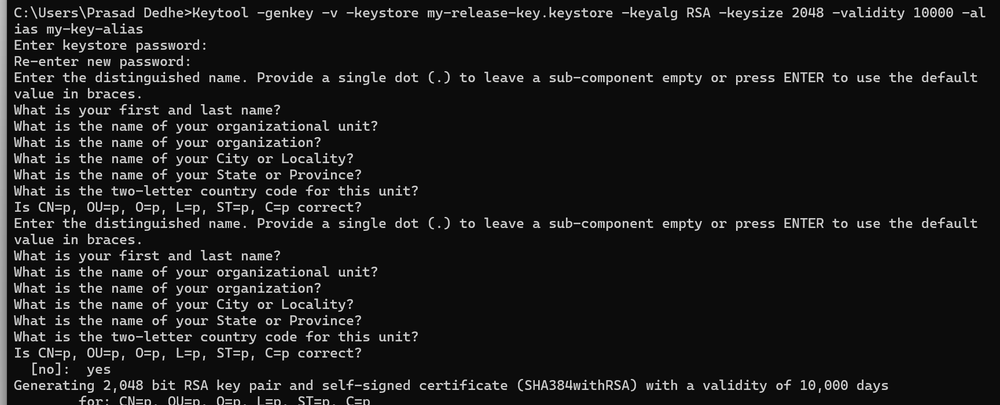 C:\Users\Prasad Dedhe>Keytool -genkey -v -keystore my-release-key.keystore -keyalg RSA -keysize 2048 -validity 10000 -al
ias my-key-alias
Enter keystore password:
Re-enter new password:
Enter the distinguished name. Provide a single dot (.) to leave a sub-component empty or press ENTER to use the default
value in braces.
What is your first and last name?
What is the name of your organizational unit?
What is the name of your organization?
What is the name of your City or Locality?
What is the name of your State or Province?
What is the two-letter country code for this unit?
Is CN=p, OU=p, O=p, L=p, ST=p, C=p correct?
Enter the distinguished name. Provide a single dot (.) to leave a sub-component empty or press ENTER to use the default
value in braces.
What is your first and last name?
What is the name of your organizational unit?
What is the name of your organization?
What is the name of your City or Locality?
What is the name of your State or Province?
What is the two-letter country code for this unit?
Is CN=p, OU=p, O=p, L=p, ST=p, C=p correct?
  [no]:  yes
Generating 2,048 bit RSA key pair and self-signed certificate (SHA384withRSA) with a validity of 10,000 days
        for: CN=p, OU=p, O=p, L=p, ST=p, C=p